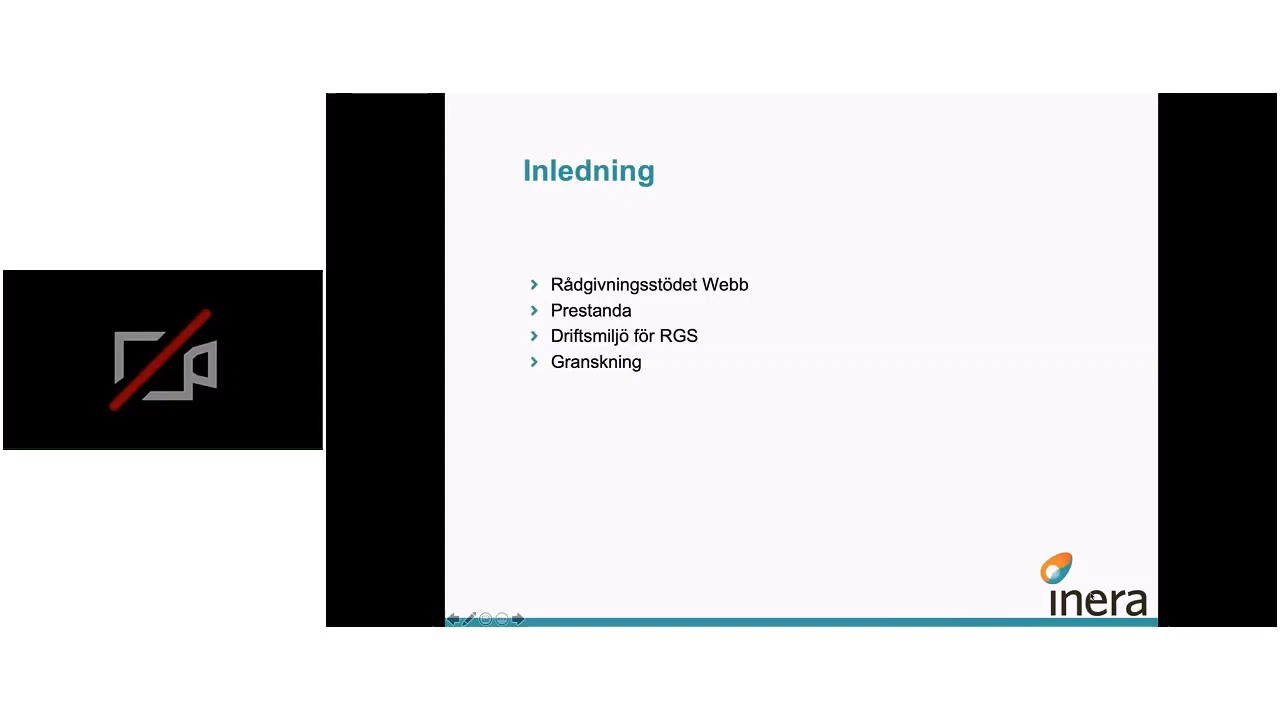 Inledning
Rådgivningsstödet Webb
Prestanda
Driftsmiljö för RGS
Granskning
inera